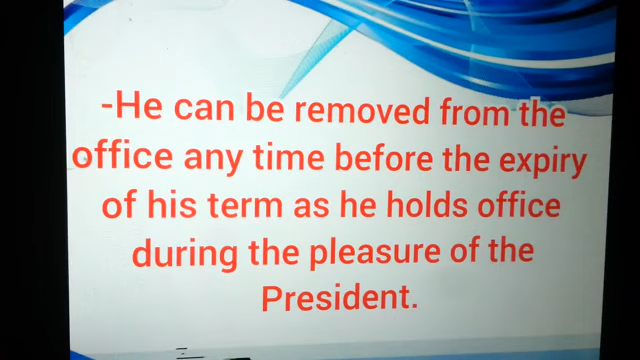 -He can be removed from the
office any time before the expiry
of his term as he holds office
during the pleasure of the
President.